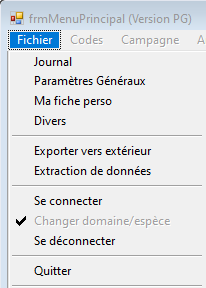 frmMenuPrincipal (Version PG)
Fichier Codes Campagne A
Journal
Paramètres Généraux
Ma fiche perso
Divers
Exporter vers extérieur
Extraction de données
Se connecter
Changer domaine/espèce
Se déconnecter
Quitter